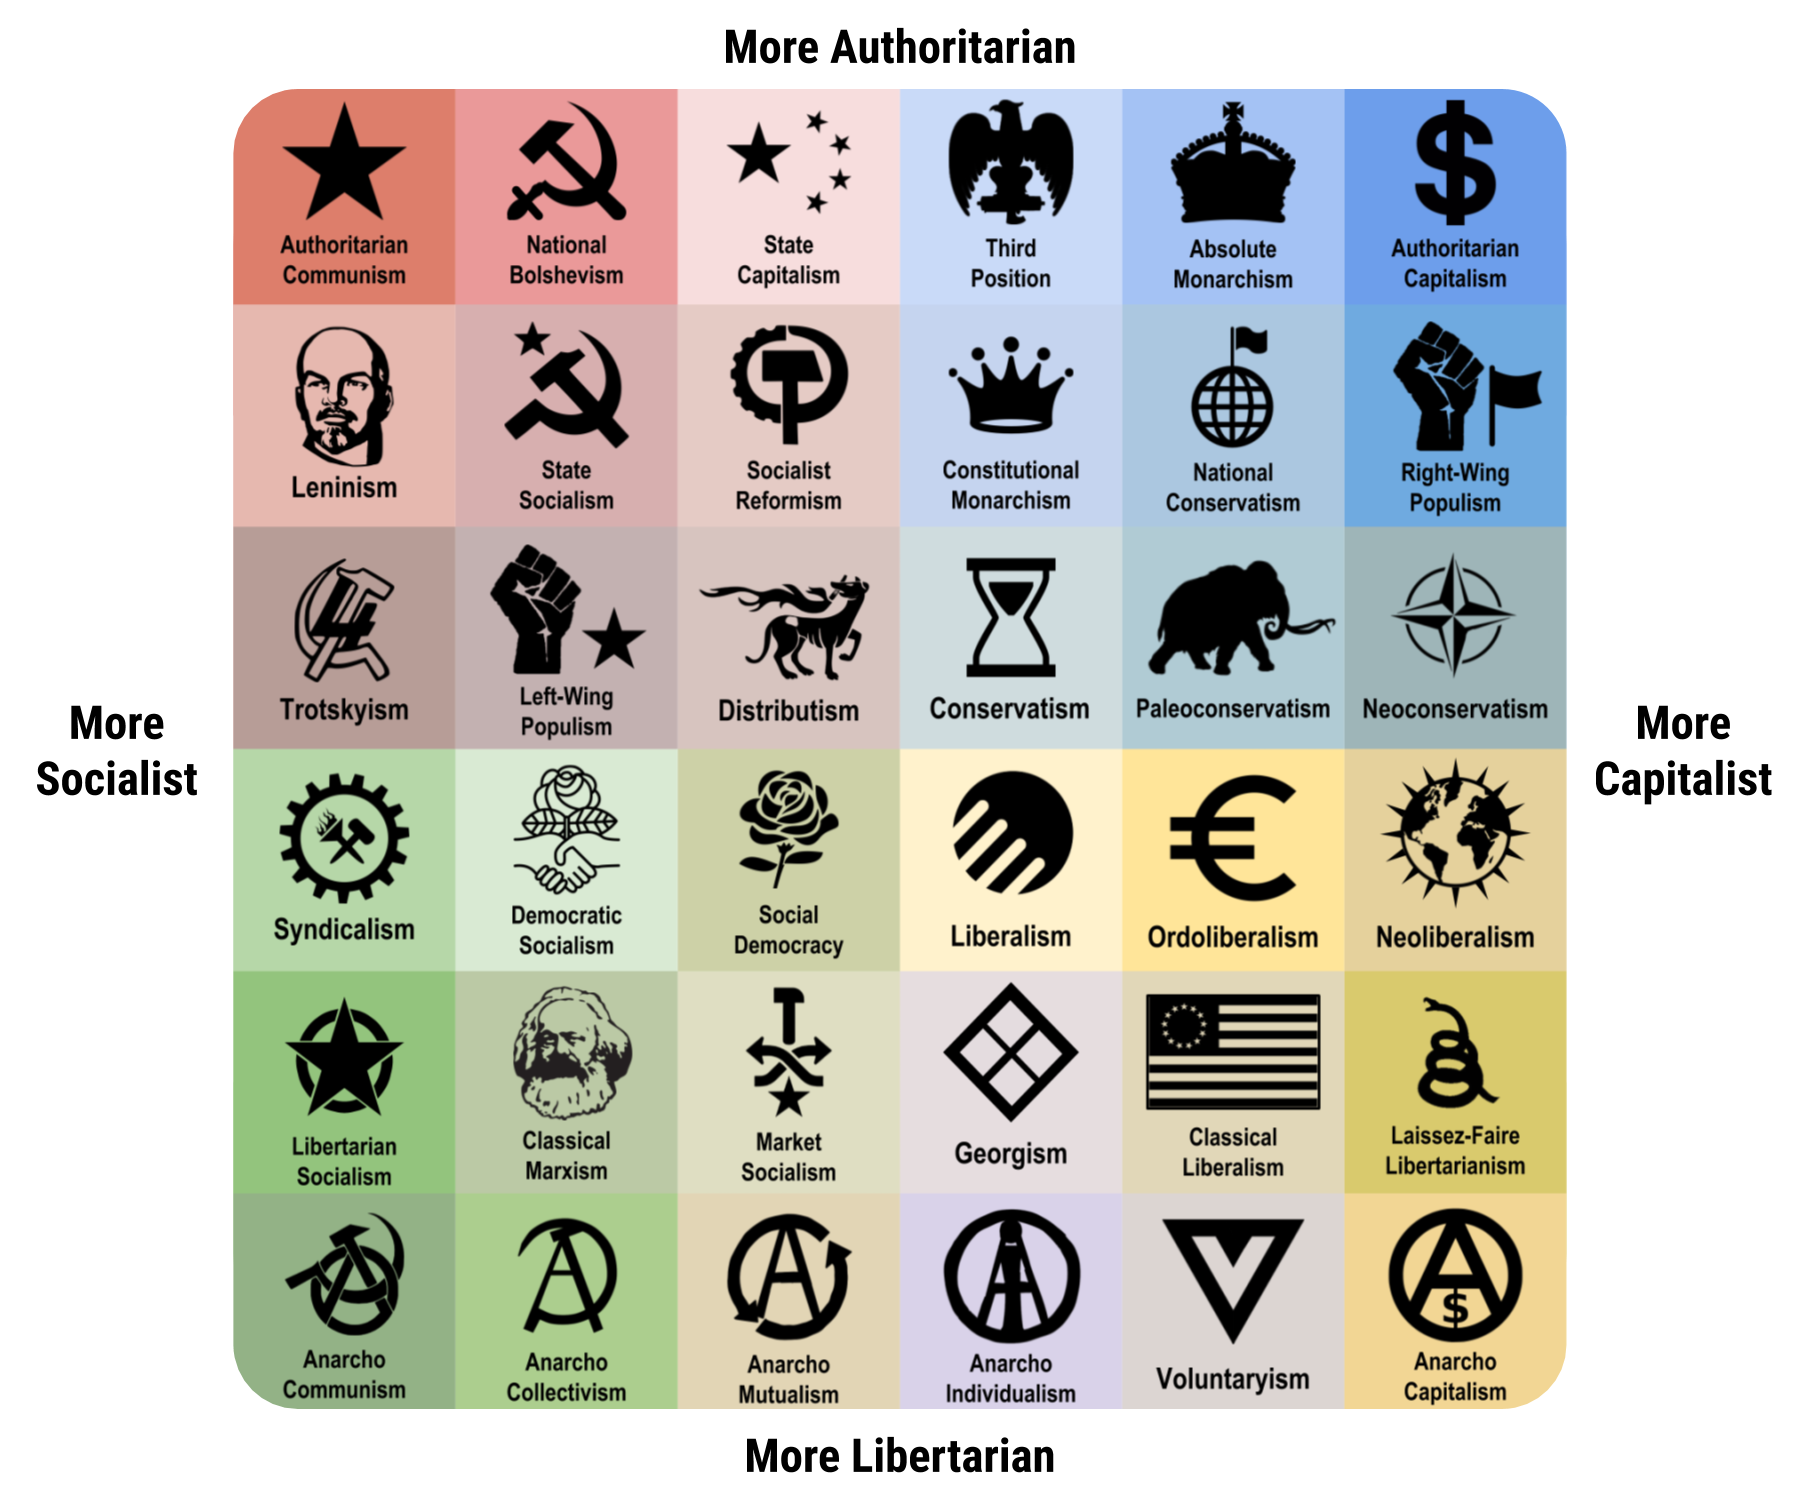 More Authoritarian
Authoritarian
Communism
National
Bolshevism
State
Capitalism
Third
Position
Absolute
Monarchism
$
Authoritarian
Capitalism
Leninism
State
Socialism
Socialist
Reformism
Constitutional
Monarchism
National
Conservatism
Right-Wing
Populism
4
Trotskyism
Left-Wing
Populism
Distributism
Conservatism
Paleoconservatism
Neoconservatism
More
Socialist
More
Capitalist
Syndicalism
Democratic
Socialism
Social
Democracy
Liberalism
€
Ordoliberalism
Neoliberalism
Libertarian
Socialism
Classical
Marxism
Market
Socialism
Georgism
Classical
Liberalism
Laissez-Faire
Libertarianism
A
Anarcho
Communism
A
Anarcho
Collectivism
A
Anarcho
Mutualism
A
Anarcho
Individualism
V
Voluntaryism
A
$
Anarcho
Capitalism
More Libertarian